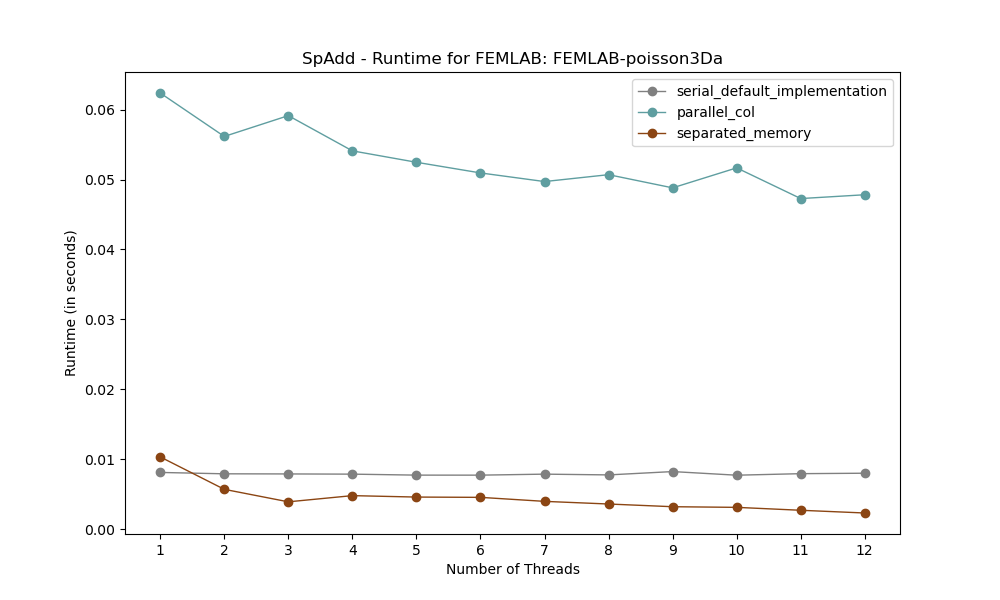 SpAdd - Runtime for FEMLAB: FEMLAB-poisson3Da
serial_default_implementation
parallel_col
separated_memory
Runtime (in seconds)
0.06
0.05
0.04
0.03
0.02
0.01
0.00
1 2 3 4 5 6 7 8 9 10 11 12
Number of Threads